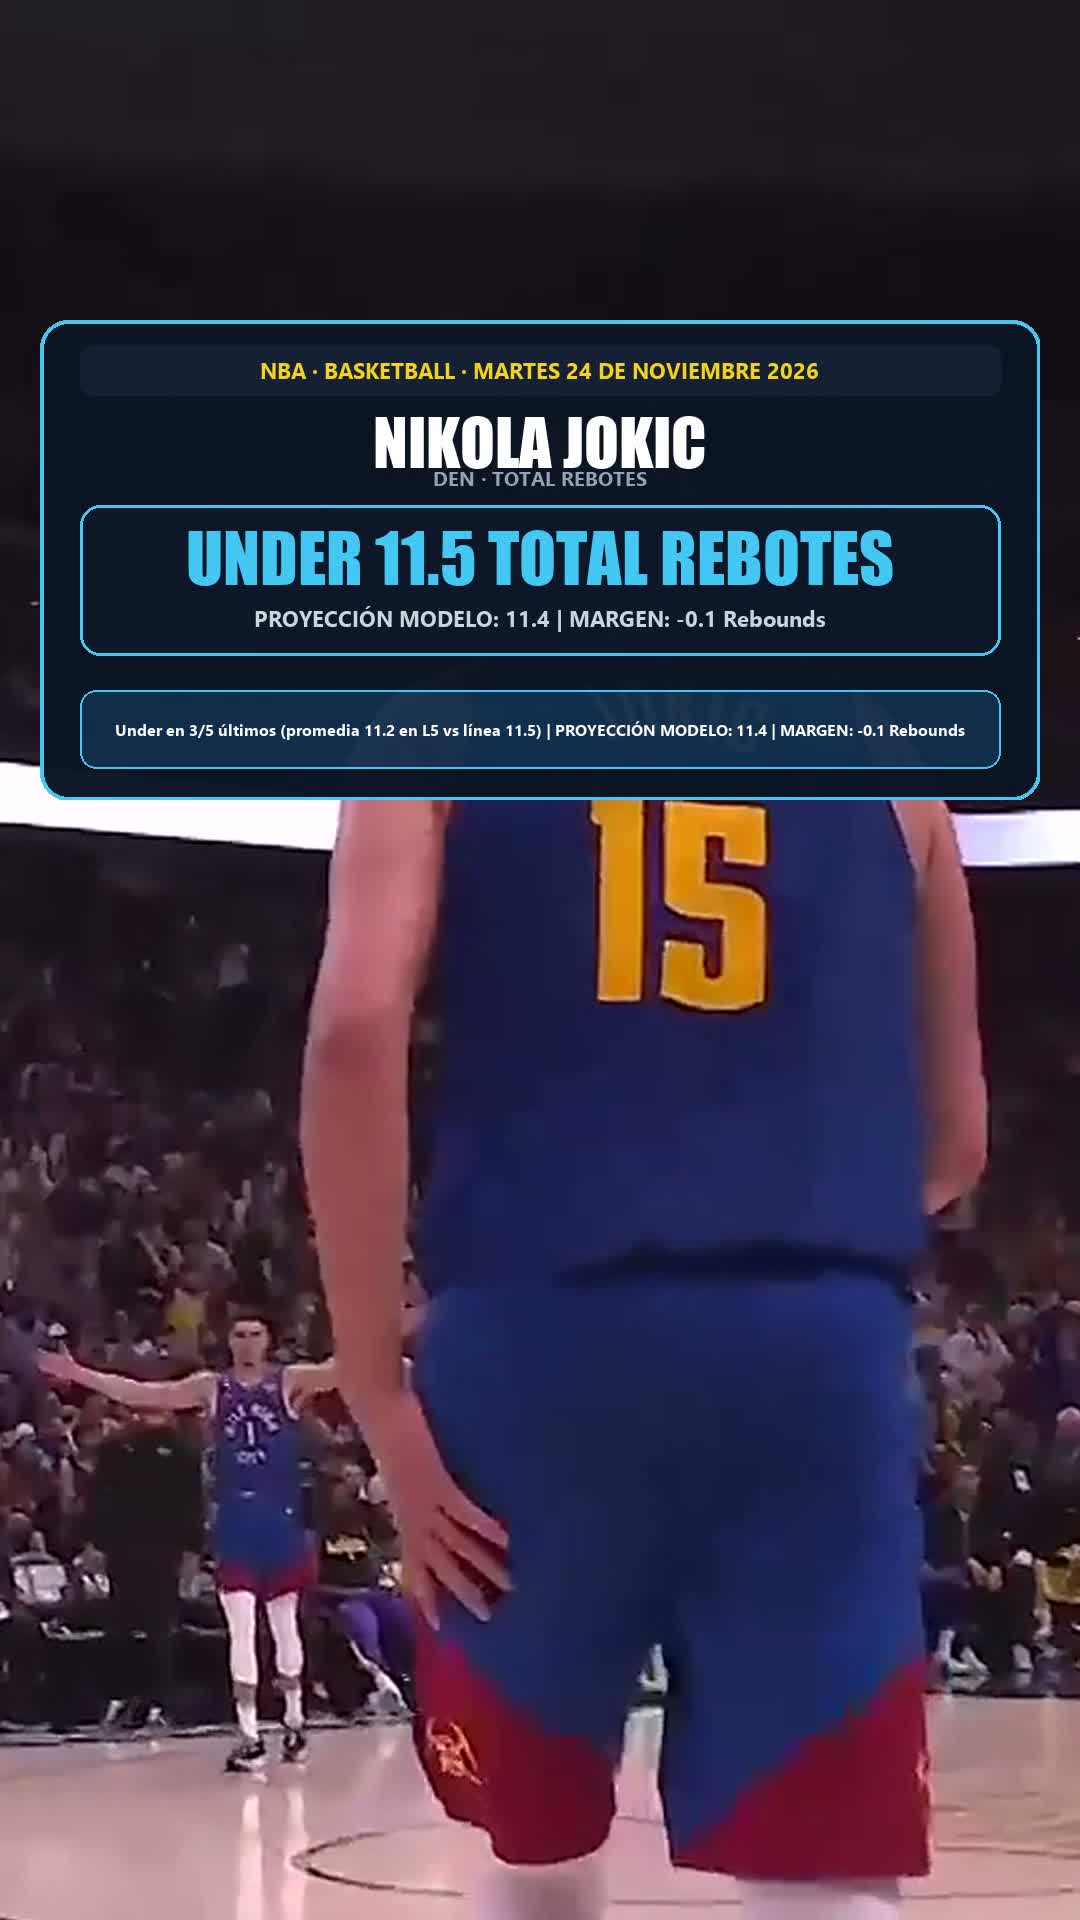 NBA · BASKETBALL · MARTES 24 DE NOVIEMBRE 2026
NIKOLA JOKIC
DEN · TOTAL REBOTES
UNDER 11.5 TOTAL REBOTES
PROYECCIÓN MODELO: 11.4 | MARGEN: -0.1 Rebounds
Under en 3/5 últimos (promedia 11.2 en L5 vs línea 11.5) | PROYECCIÓN MODELO: 11.4 | MARGEN: -0.1 Rebounds
15
1